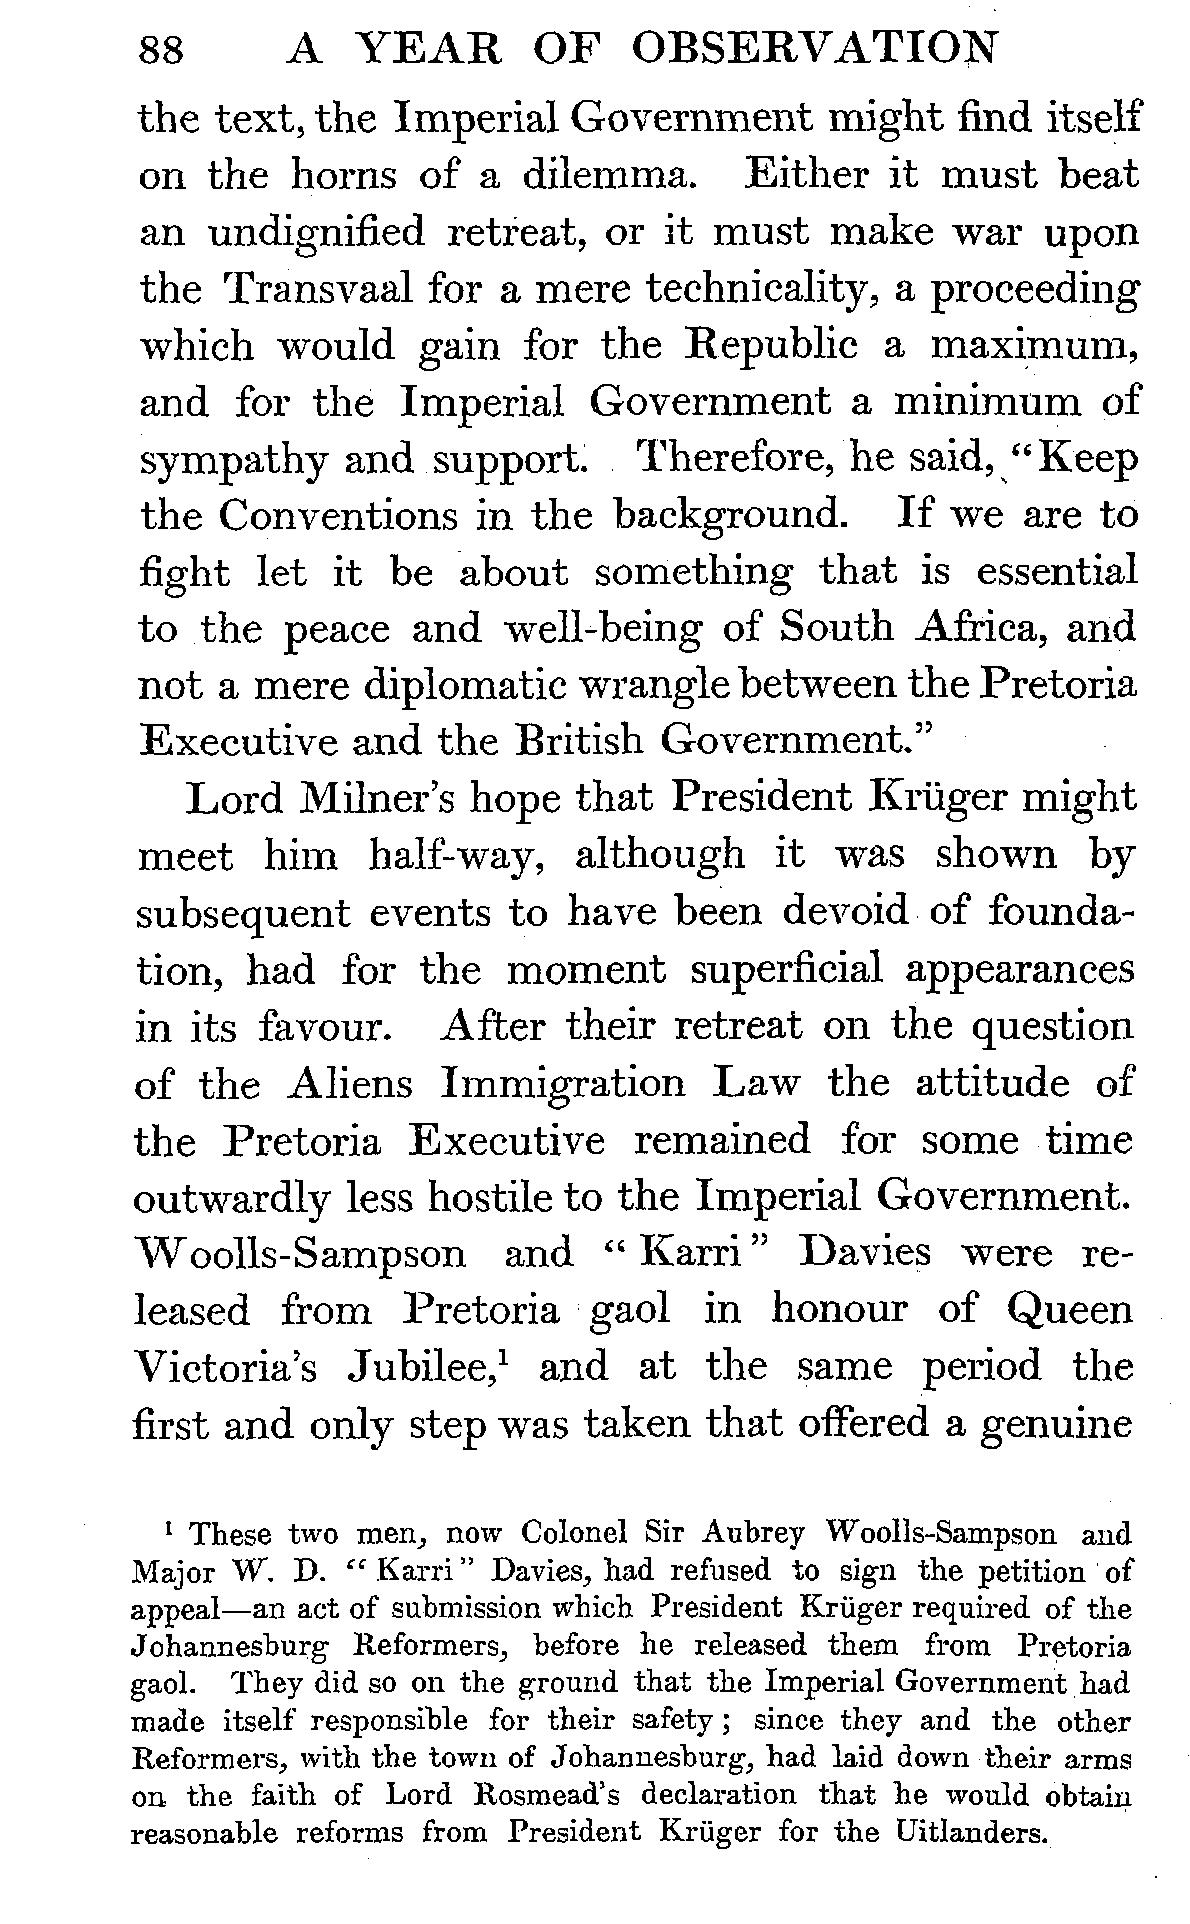 88 A YEAR OF OBSERVATION
the text, the Imperial Government might find itself
on the horns of a dilemma. Either it must beat
an undignified retreat, or it must make war upon
the Transvaal for a mere technicality, a proceeding
which would gain for the Republic a maximum,
and for the Imperial Government a minimum of
sympathy and support. Therefore, he said, “Keep
the Conventions in the background. If we are to
fight let it be about something that is essential
to the peace and well-being of South Africa, and
not a mere diplomatic wrangle between the Pretoria
Executive and the British Government.”
Lord Milner’s hope that President Krüger might
meet him half-way, although it was shown by
subsequent events to have been devoid of founda-
tion, had for the moment superficial appearances
in its favour. After their retreat on the question
of the Aliens Immigration Law the attitude of
the Pretoria Executive remained for some time
outwardly less hostile to the Imperial Government.
Woolls-Sampson and “ Karri ” Davies were re-
leased from Pretoria gaol in honour of Queen
Victoria’s Jubilee,¹ and at the same period the
first and only step was taken that offered a genuine
¹ These two men, now Colonel Sir Aubrey Woolls-Sampson and
Major W. D. “ Karri ” Davies, had refused to sign the petition of
appeal—an act of submission which President Krüger required of the
Johannesburg Reformers, before he released them from Pretoria
gaol. They did so on the ground that the Imperial Government had
made itself responsible for their safety ; since they and the other
Reformers, with the town of Johannesburg, had laid down their arms
on the faith of Lord Rosmead’s declaration that he would obtain
reasonable reforms from President Krüger for the Uitlanders.